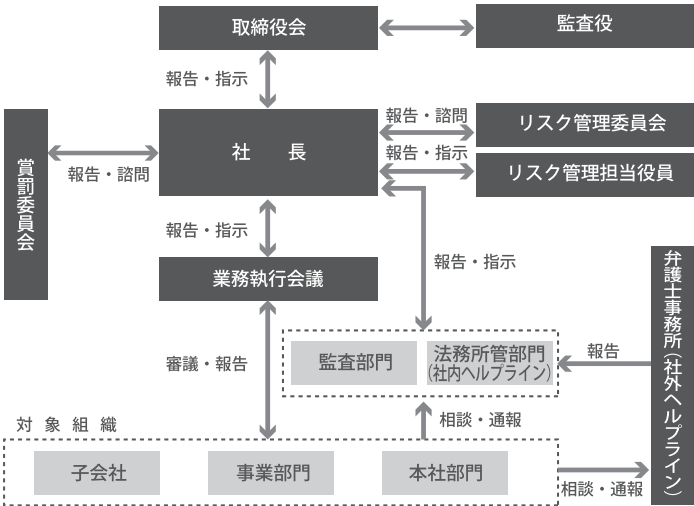 取締役会
監査役
報告・指示
社　長
報告・諮問
リスク管理委員会
報告・指示
リスク管理担当役員
賞罰委員会
報告・諮問
報告・指示
報告・指示
業務執行会議
弁護士事務所（社外ヘルプライン）
審議・報告
監査部門
法務所管部門
（社内ヘルプライン）
報告
対象組織
相談・通報
子会社
事業部門
本社部門
相談・通報